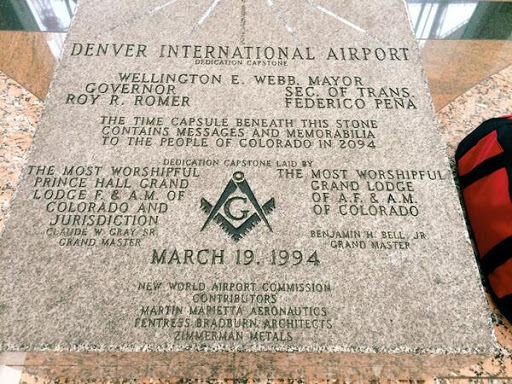 DENVER INTERNATIONAL AIRPORT
DEDICATION CAPSTONE
WELLINGTON E. WEBB, MAYOR
GOVERNOR
ROY R. ROMER
SEC. OF TRANS.
FEDERICO PEÑA
THE TIME CAPSULE BENEATH THIS STONE
CONTAINS MESSAGES AND MEMORABILIA
TO THE PEOPLE OF COLORADO IN 2094
DEDICATION CAPSTONE LAID BY
THE MOST WORSHIPFUL
PRINCE HALL GRAND
LODGE F. & A.M. OF
COLORADO AND
JURISDICTION
CLAUDE W. GRAY SR.
GRAND MASTER
G
THE MOST WORSHIPFUL
GRAND LODGE
OF A.F. & A.M.
OF COLORADO
BENJAMIN H. BELL, JR
GRAND MASTER
MARCH 19, 1994
NEW WORLD AIRPORT COMMISSION
CONTRIBUTORS
MARTIN MARIETTA AERONAUTICS
FENTRESS BRADBURN ARCHITECTS
ZIMMERMAN METALS